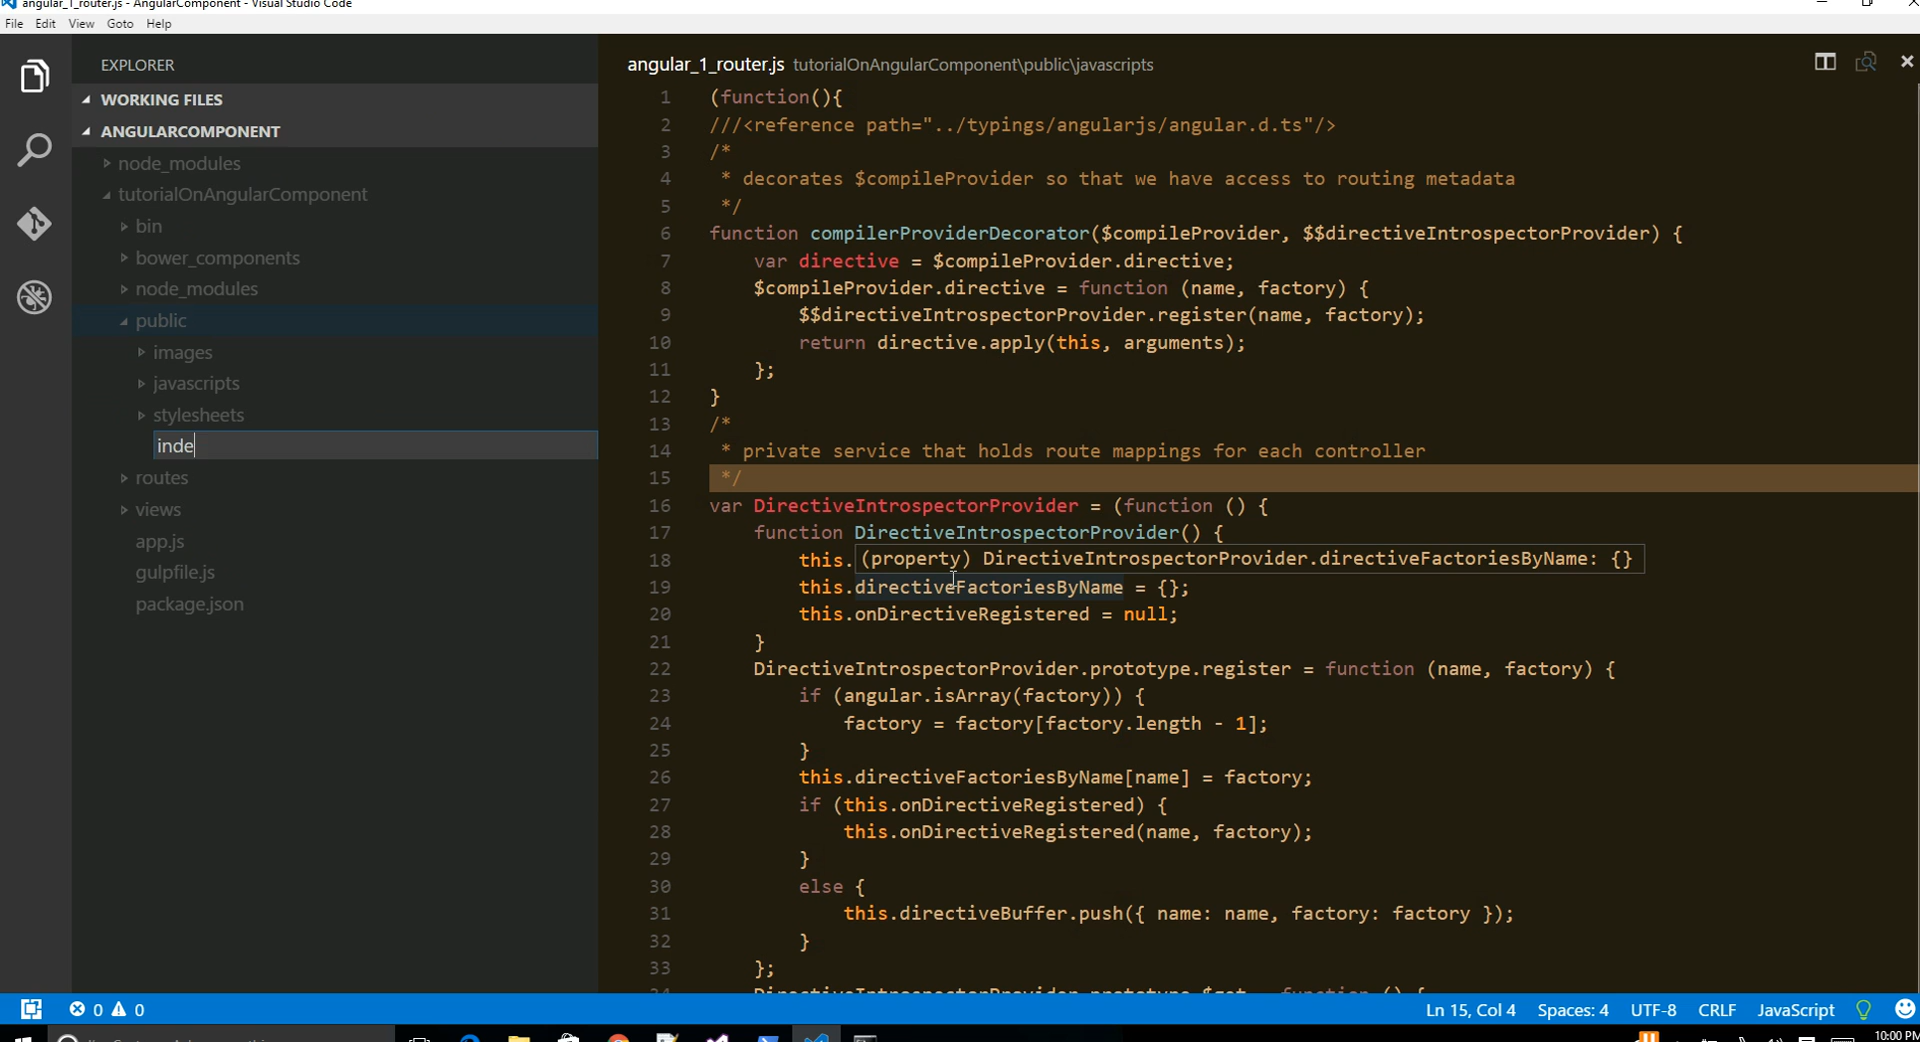 angular_1_router.js - AngularComponent - Visual Studio Code
File Edit View Goto Help
EXPLORER
WORKING FILES
ANGULARCOMPONENT
node_modules
tutorialOnAngularComponent
bin
bower_components
node_modules
public
images
javascripts
stylesheets
inde
routes
views
app.js
gulpfile.js
package.json
angular_1_router.js tutorialOnAngularComponent\public\javascripts
1 (function(){
2 ///<reference path="../typings/angularjs/angular.d.ts"/>
3 /*
4 * decorates $compileProvider so that we have access to routing metadata
5 */
6 function compilerProviderDecorator($compileProvider, $$directiveIntrospectorProvider) {
7 var directive = $compileProvider.directive;
8 $compileProvider.directive = function (name, factory) {
9 $$directiveIntrospectorProvider.register(name, factory);
10 return directive.apply(this, arguments);
11 };
12 }
13 /*
14 * private service that holds route mappings for each controller
15 */
16 var DirectiveIntrospectorProvider = (function () {
17 function DirectiveIntrospectorProvider() {
18 this. (property) DirectiveIntrospectorProvider.directiveFactoriesByName: {}
19 this.directiveFactoriesByName = {};
20 this.onDirectiveRegistered = null;
21 }
22 DirectiveIntrospectorProvider.prototype.register = function (name, factory) {
23 if (angular.isArray(factory)) {
24 factory = factory[factory.length - 1];
25 }
26 this.directiveFactoriesByName[name] = factory;
27 if (this.onDirectiveRegistered) {
28 this.onDirectiveRegistered(name, factory);
29 }
30 else {
31 this.directiveBuffer.push({ name: name, factory: factory });
32 }
33 };
34 DirectiveIntrospectorProvider.prototype.$get = function () {
0 0 Ln 15, Col 4 Spaces: 4 UTF-8 CRLF JavaScript
10:00 PM